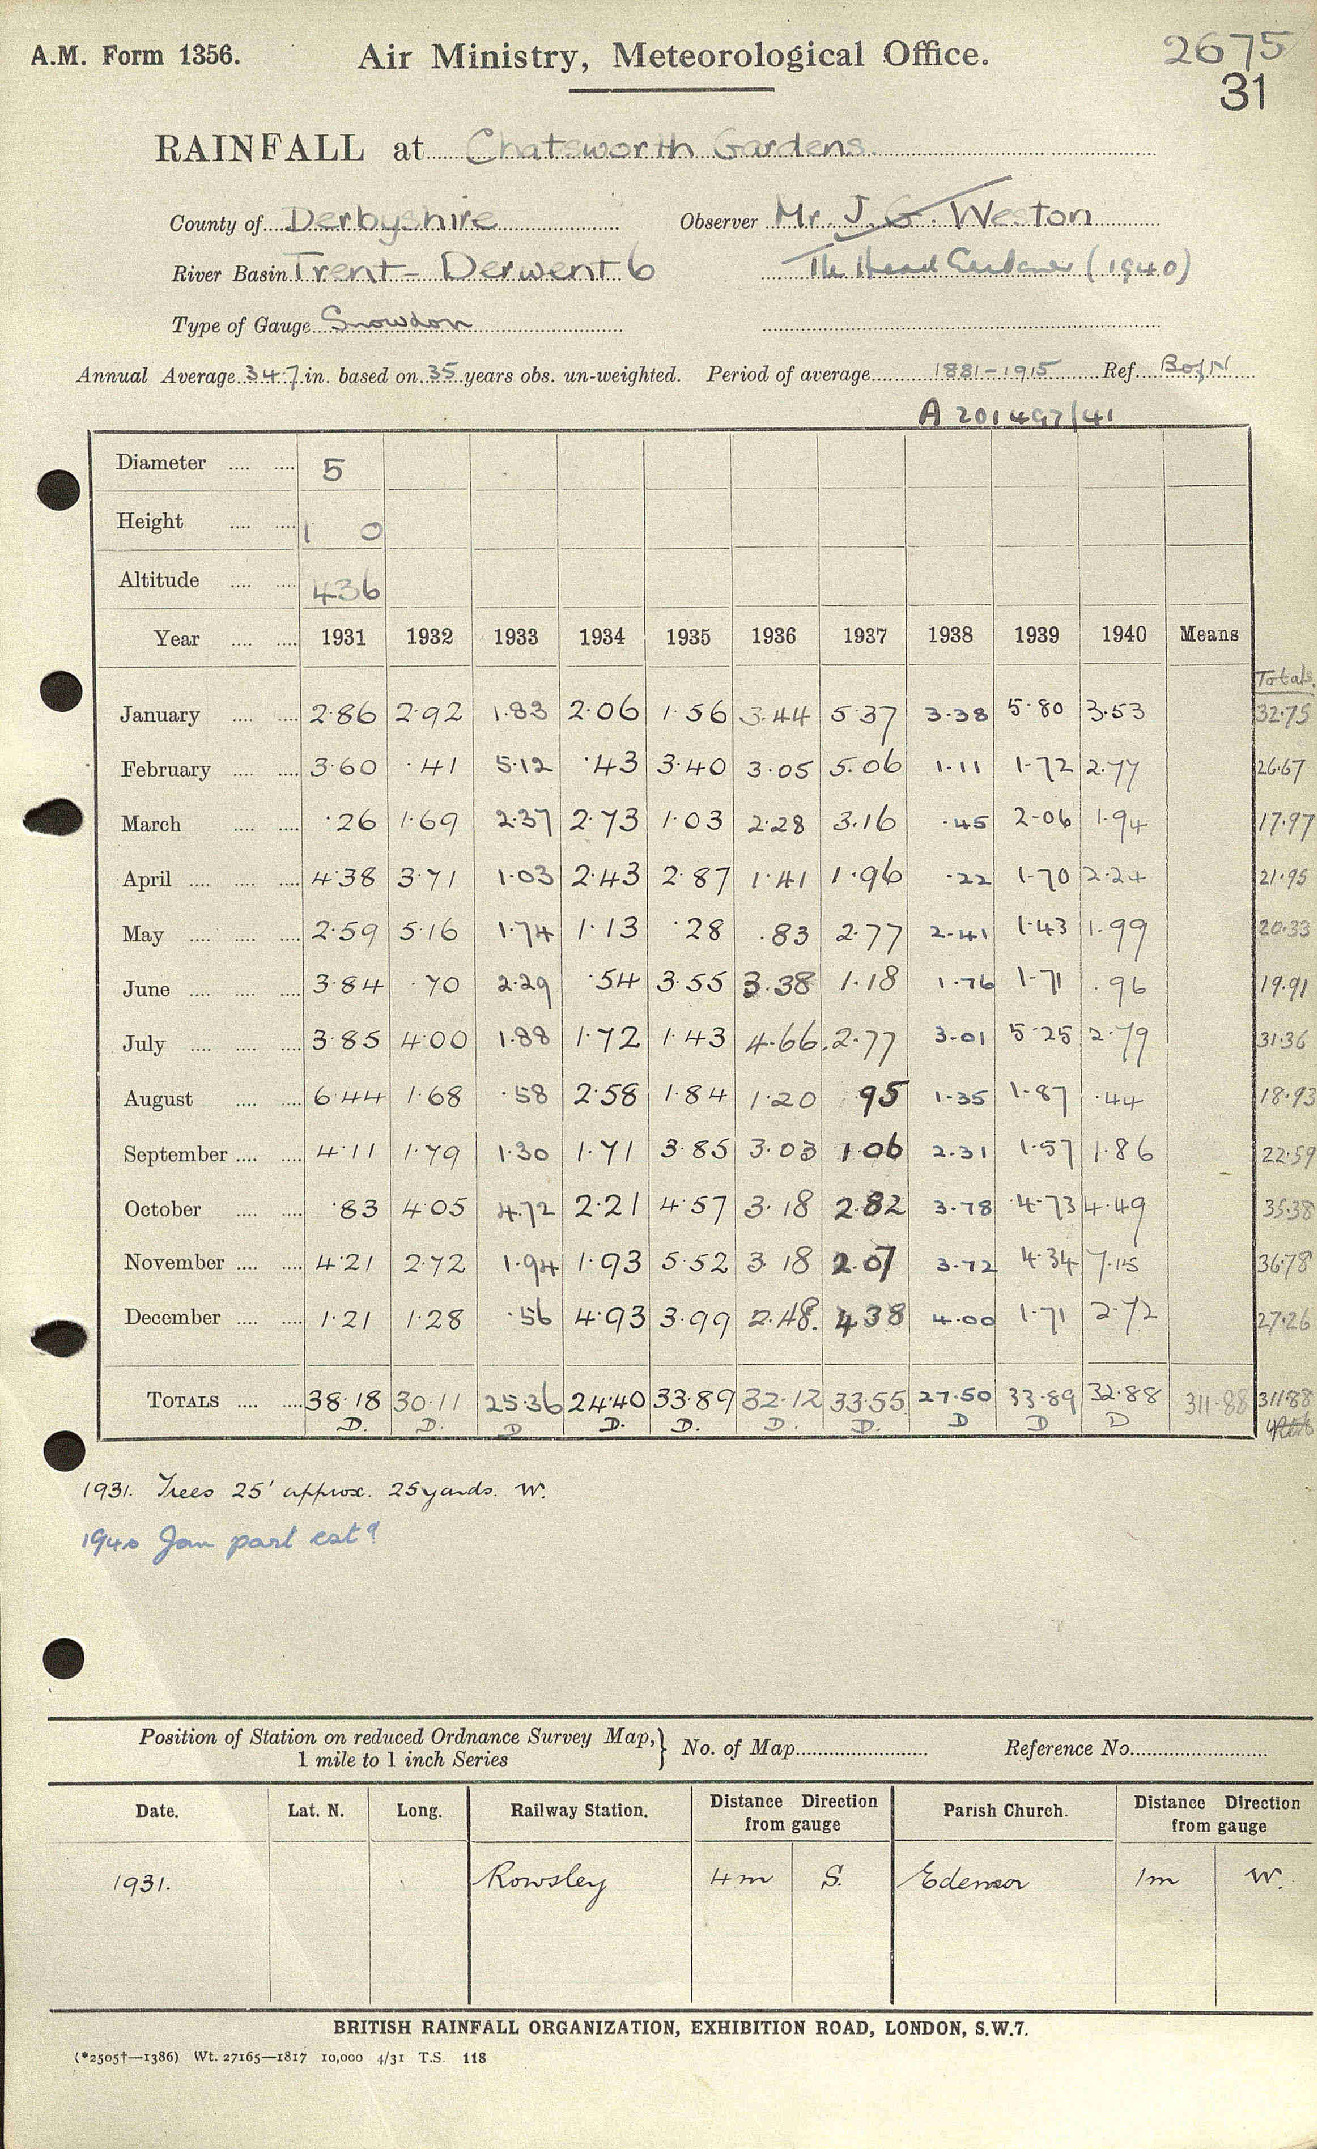 A.M. Form 1356. Air Ministry, Meteorological Office. 2675
31
RAINFALL at Chatsworth Gardens
County of Derbyshire Observer Mr. J. G. Weston
River Basin Trent - Derwent 6 The Head Gardener (1940)
Type of Gauge Snowdon
Annual Average 34.7 in. based on 35 years obs. un-weighted. Period of average 1881-1915 Ref. B of N
A 201497/41
Diameter 5
Height 1 0
Altitude 436
Year 1931 1932 1933 1934 1935 1936 1937 1938 1939 1940 Means
Totals
January 2.86 2.92 1.83 2.06 1.56 3.44 5.37 3.38 5.80 3.53 32.75
February 3.60 .41 5.12 .43 3.40 3.05 5.06 1.11 1.72 2.77 26.67
March .26 1.69 2.37 2.73 1.03 2.28 3.16 .45 2.06 1.94 17.97
April 4.38 3.71 1.03 2.43 2.87 1.41 1.96 .22 1.70 2.24 21.95
May 2.59 5.16 1.74 1.13 .28 .83 2.77 2.41 1.43 1.99 20.33
June 3.84 .70 2.29 .54 3.55 3.38 1.18 1.76 1.71 .96 19.91
July 3.85 4.00 1.88 1.72 1.43 4.66 2.77 3.01 5.25 2.79 31.36
August 6.44 1.68 .58 2.58 1.84 1.20 .95 1.35 1.87 .44 18.93
September 4.11 1.79 1.30 1.71 3.85 3.03 1.06 2.31 1.57 1.86 22.59
October .83 4.05 4.72 2.21 4.57 3.18 2.82 3.78 4.73 4.49 35.38
November 4.21 2.72 1.94 1.93 5.52 3.18 2.07 3.72 4.34 7.15 36.78
December 1.21 1.28 .56 4.93 3.99 2.48 4.38 4.00 1.71 2.72 27.26
TOTALS 38.18 30.11 25.36 24.40 33.89 32.12 33.55 27.50 33.89 32.88 311.88 311.88
D. D. D D. D. D. D. D D D
1931. Trees 25' approx. 25 yards. W.
1940 Jan part est?
Position of Station on reduced Ordnance Survey Map, } No. of Map Reference No.
1 mile to 1 inch Series
Date. Lat. N. Long. Railway Station. Distance Direction from gauge Parish Church. Distance Direction from gauge
1931. Rowsley 4m S. Edensor 1m W.
BRITISH RAINFALL ORGANIZATION, EXHIBITION ROAD, LONDON, S.W.7.
(*2505†—1386) Wt. 27165—1817 10,000 4/31 T.S. 118